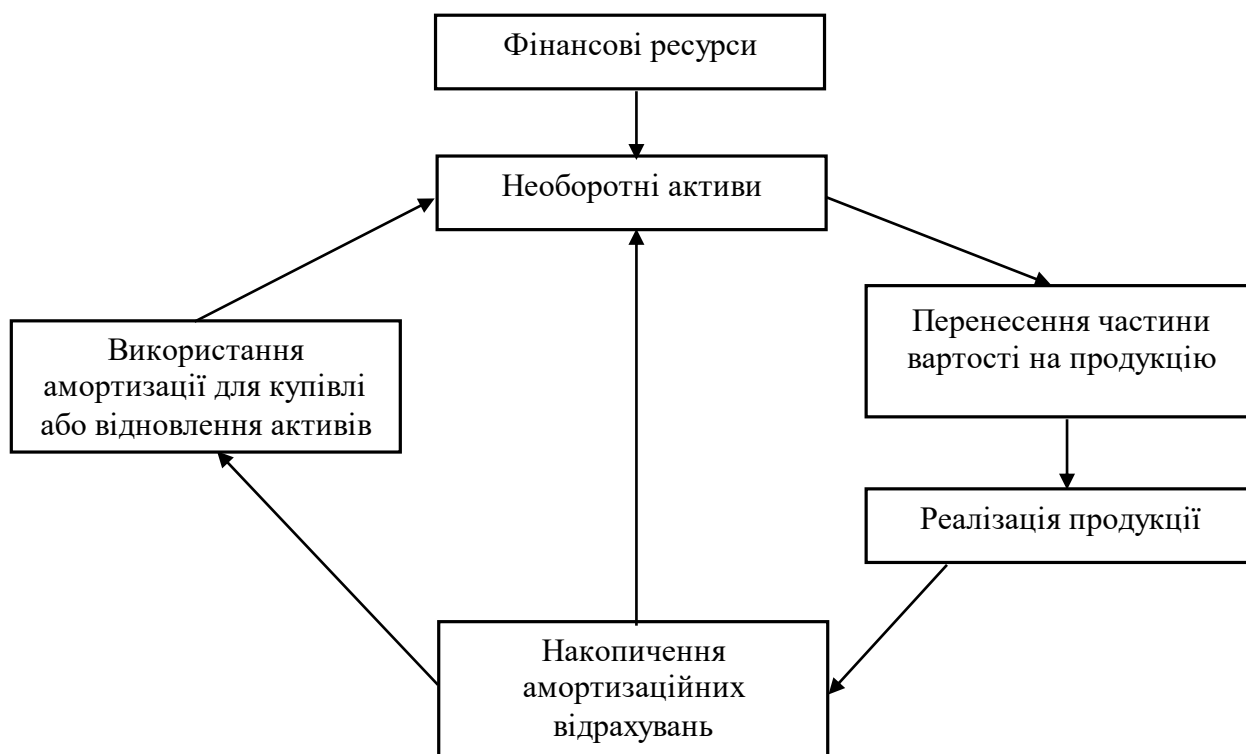 Фінансові ресурси
Необоротні активи
Перенесення частини
вартості на продукцію
Використання
амортизації для купівлі
або відновлення активів
Реалізація продукції
Накопичення
амортизаційних
відрахувань